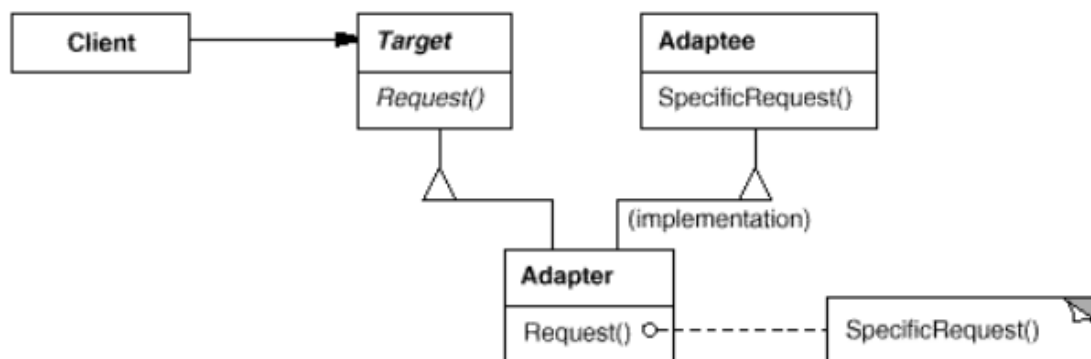 Client
Target
Request()
Adaptee
SpecificRequest()
(implementation)
Adapter
Request()
SpecificRequest()